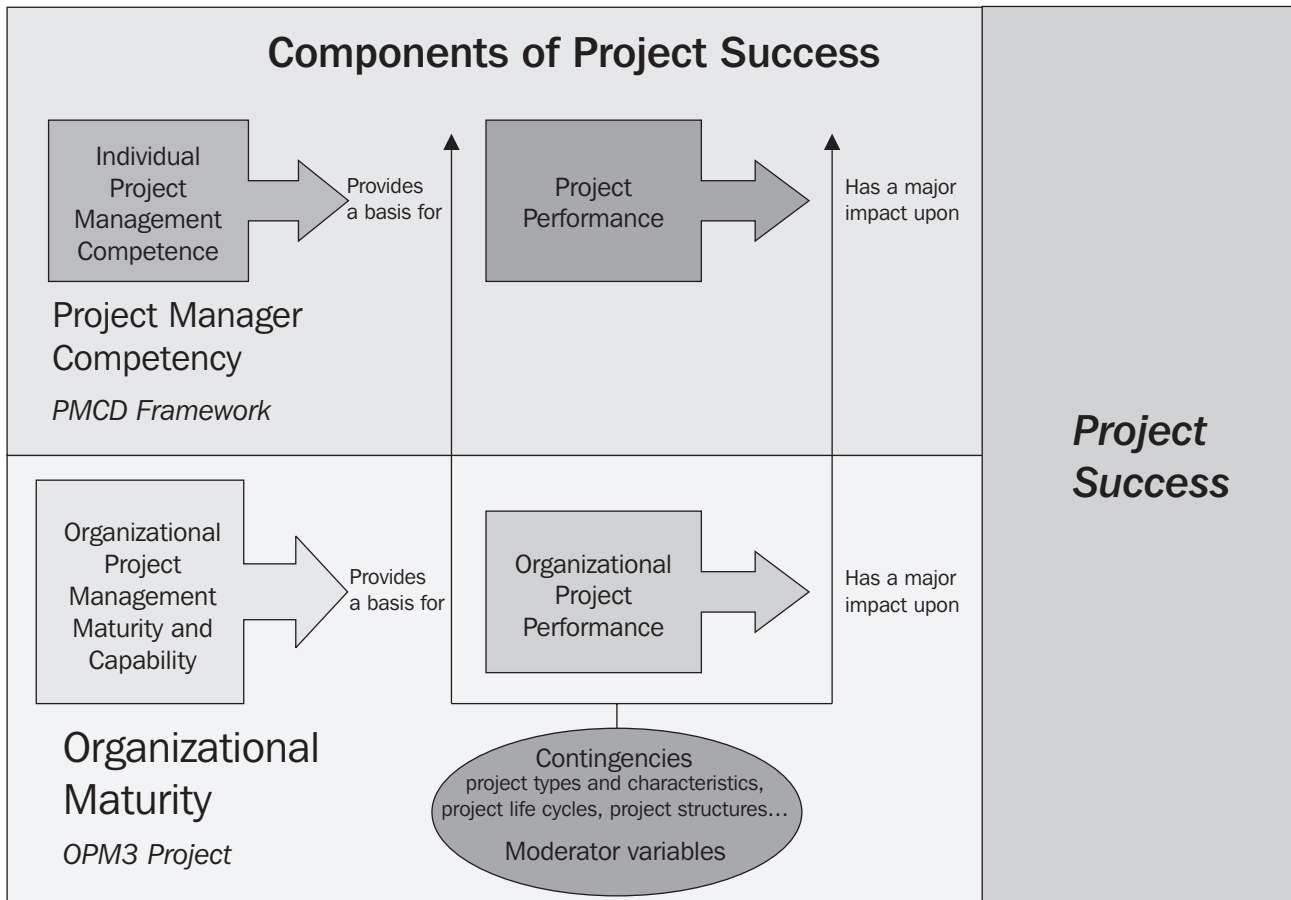 Components of Project Success
Individual
Project
Management
Competence
Provides
a basis for
Project
Performance
Has a major
impact upon
Project Manager
Competency
PMCD Framework
Organizational
Project
Management
Maturity and
Capability
Provides
a basis for
Organizational
Project
Performance
Has a major
impact upon
Organizational
Maturity
OPM3 Project
Contingencies
project types and characteristics,
project life cycles, project structures…
Moderator variables
Project
Success